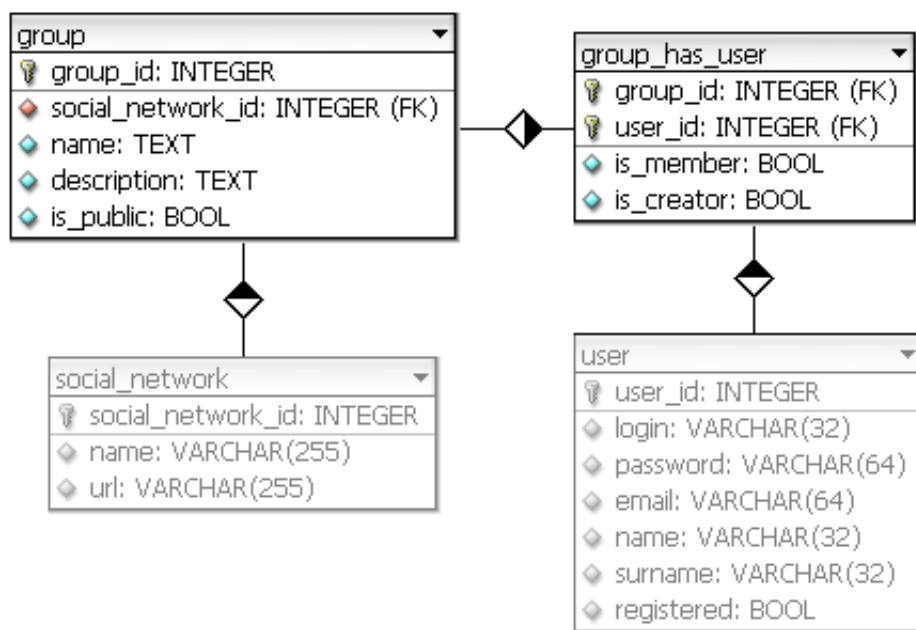 group
group_id: INTEGER
social_network_id: INTEGER (FK)
name: TEXT
description: TEXT
is_public: BOOL
group_has_user
group_id: INTEGER (FK)
user_id: INTEGER (FK)
is_member: BOOL
is_creator: BOOL
social_network
social_network_id: INTEGER
name: VARCHAR(255)
url: VARCHAR(255)
user
user_id: INTEGER
login: VARCHAR(32)
password: VARCHAR(64)
email: VARCHAR(64)
name: VARCHAR(32)
surname: VARCHAR(32)
registered: BOOL